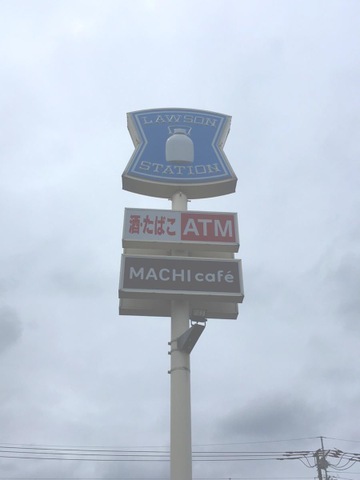 LAWSON
STATION
酒・たばこ ATM
MACHI café